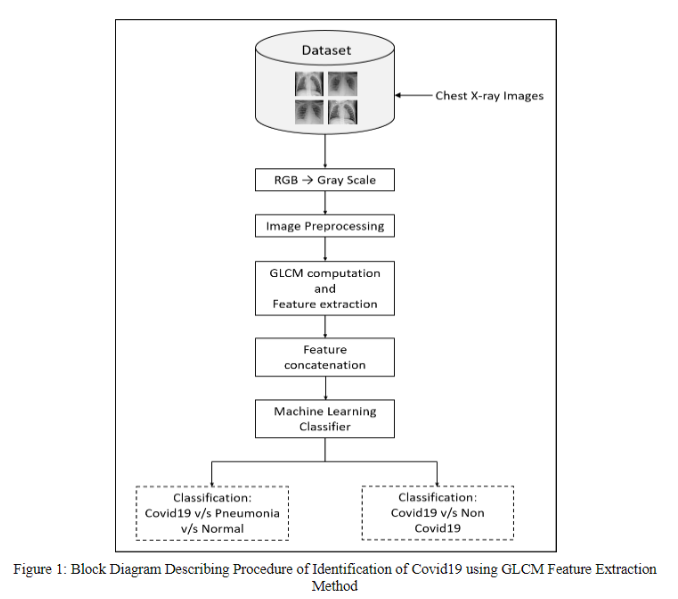 Dataset
Chest X-ray Images
RGB → Gray Scale
Image Preprocessing
GLCM computation
and
Feature extraction
Feature
concatenation
Machine Learning
Classifier
Classification:
Covid19 v/s Pneumonia
v/s Normal
Classification:
Covid19 v/s Non
Covid19
Figure 1: Block Diagram Describing Procedure of Identification of Covid19 using GLCM Feature Extraction
Method